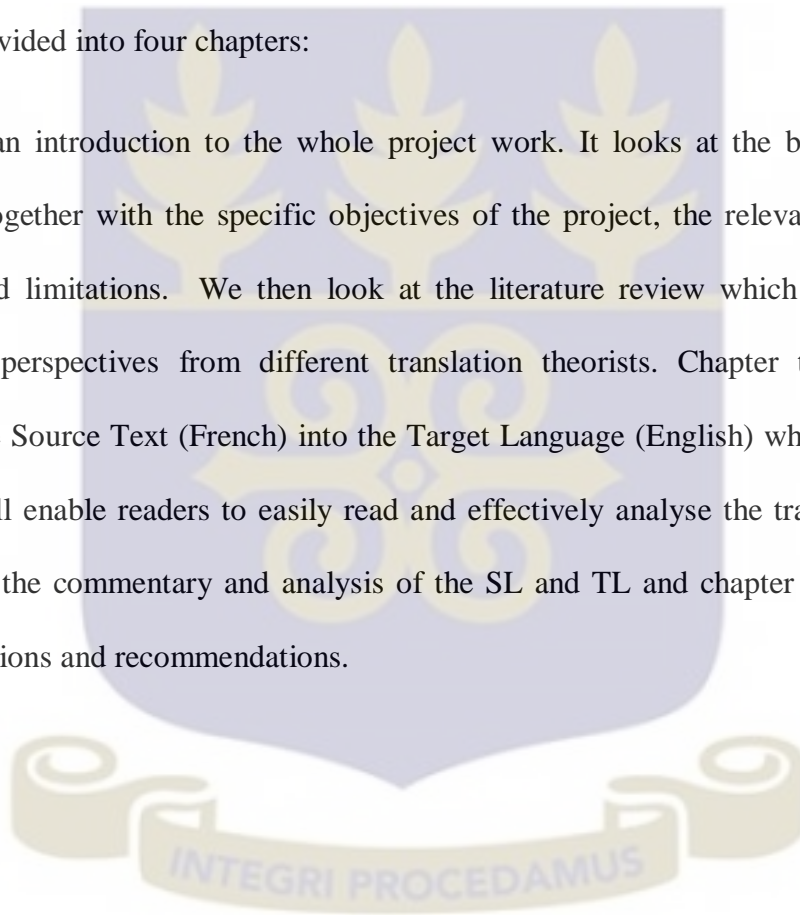 vided into four chapters:
an introduction to the whole project work. It looks at the b
ogether with the specific objectives of the project, the releva
d limitations. We then look at the literature review which
perspectives from different translation theorists. Chapter t
Source Text (French) into the Target Language (English) wh
ll enable readers to easily read and effectively analyse the tra
the commentary and analysis of the SL and TL and chapter
ions and recommendations.
INTEGRI PROCEDAMUS